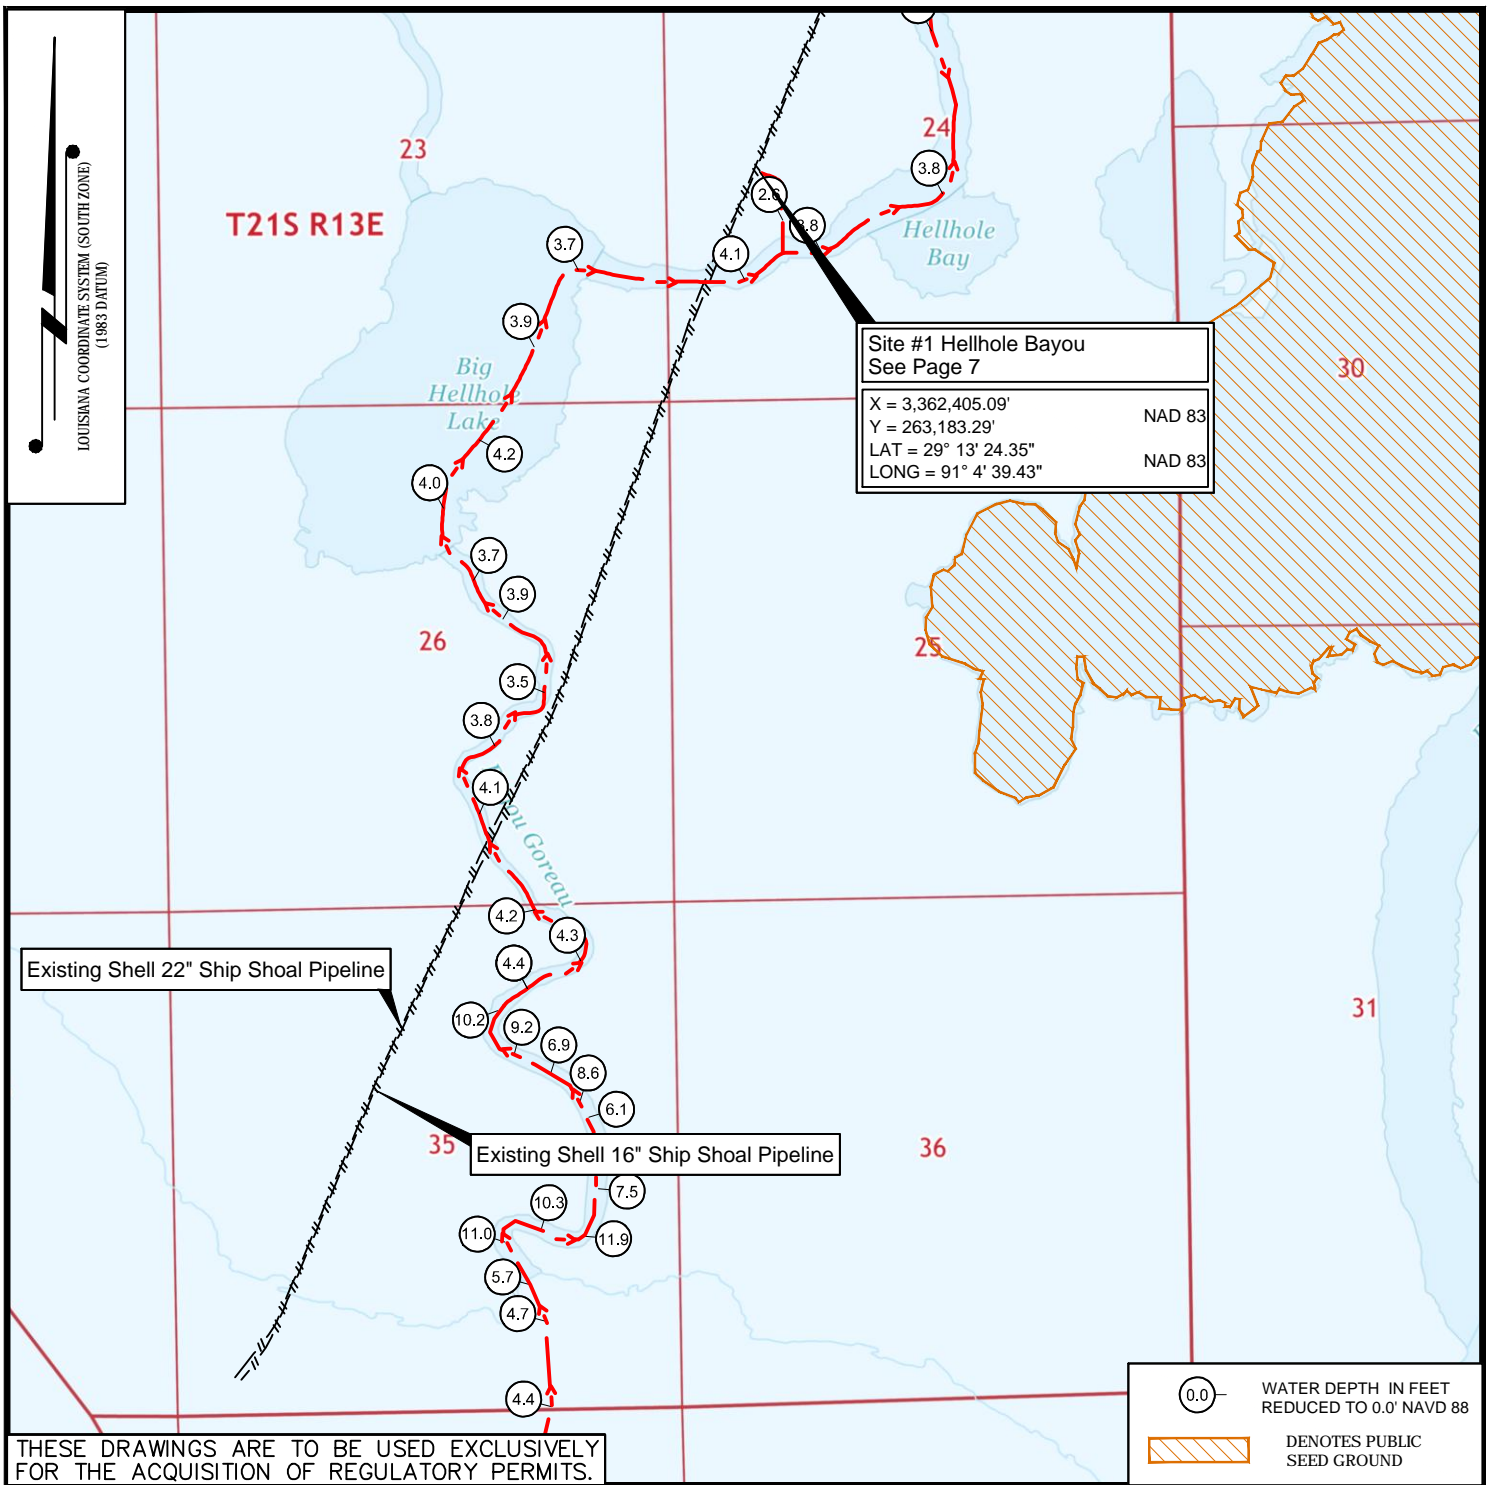 LOUISIANA COORDINATE SYSTEM (SOUTH ZONE)
(1983 DATUM)
23
24
T21S R13E
3.8
2.6
3.8
3.7
4.1
Hellhole
Bay
3.9
Site #1 Hellhole Bayou
See Page 7
X = 3,362,405.09'
Y = 263,183.29'
NAD 83
LAT = 29° 13' 24.35"
LONG = 91° 4' 39.43"
NAD 83
30
Big
Hellhole
Lake
4.2
4.0
3.7
3.9
26
25
3.5
3.8
4.1
ou Goreau
4.2
4.3
4.4
Existing Shell 22" Ship Shoal Pipeline
10.2
9.2
6.9
8.6
6.1
31
35
Existing Shell 16" Ship Shoal Pipeline
36
7.5
10.3
11.0
11.9
5.7
4.7
4.4
0.0
WATER DEPTH IN FEET
REDUCED TO 0.0' NAVD 88
DENOTES PUBLIC
SEED GROUND
THESE DRAWINGS ARE TO BE USED EXCLUSIVELY
FOR THE ACQUISITION OF REGULATORY PERMITS.